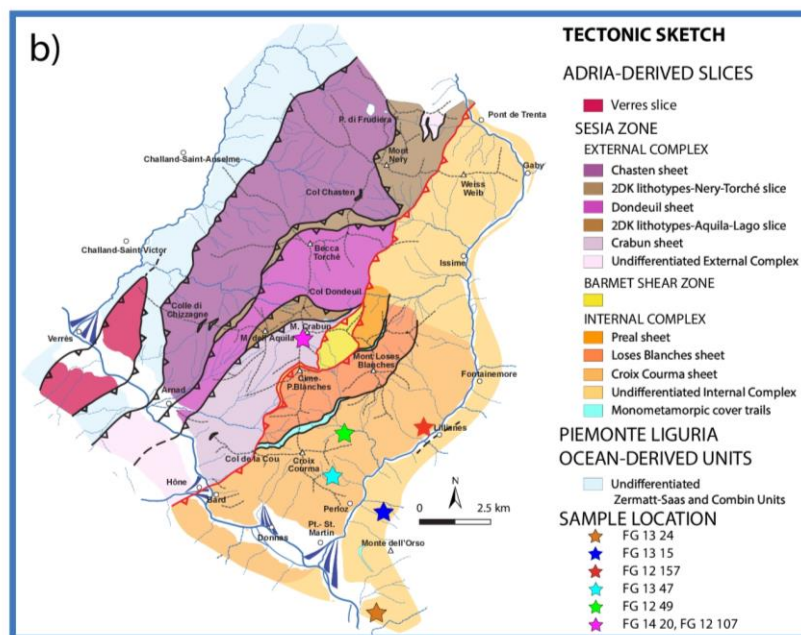 b)
P. di Frudiera
Pont de Trenta
Challand-Saint-Anselme
Mont
Nery
Gaby
Weiss
Weib
Col Chasten
Challand-Saint Victor
Becca
Torché
Issime
Col Dondeuil
Colle di
Chizzagne
Verrès
M. dell'Aquila
M. Crabun
Mont Loses
Blanches
Cime
P.Blanches
Fontainemore
Arnad
Lillianes
Col de la Cou
Croix
Courma
Hône
Bard
Perloz
N
0 2.5 km
Donnas
Pt.- St.
Martin
Monte dell'Orso
TECTONIC SKETCH
ADRIA-DERIVED SLICES
Verres slice
SESIA ZONE
EXTERNAL COMPLEX
Chasten sheet
2DK lithotypes-Nery-Torché slice
Dondeuil sheet
2DK lithotypes-Aquila-Lago slice
Crabun sheet
Undifferentiated External Complex
BARMET SHEAR ZONE
INTERNAL COMPLEX
Preal sheet
Loses Blanches sheet
Croix Courma sheet
Undifferentiated Internal Complex
Monometamorpic cover trails
PIEMONTE LIGURIA
OCEAN-DERIVED UNITS
Undifferentiated
Zermatt-Saas and Combin Units
SAMPLE LOCATION
FG 13 24
FG 13 15
FG 12 157
FG 13 47
FG 12 49
FG 14 20, FG 12 107